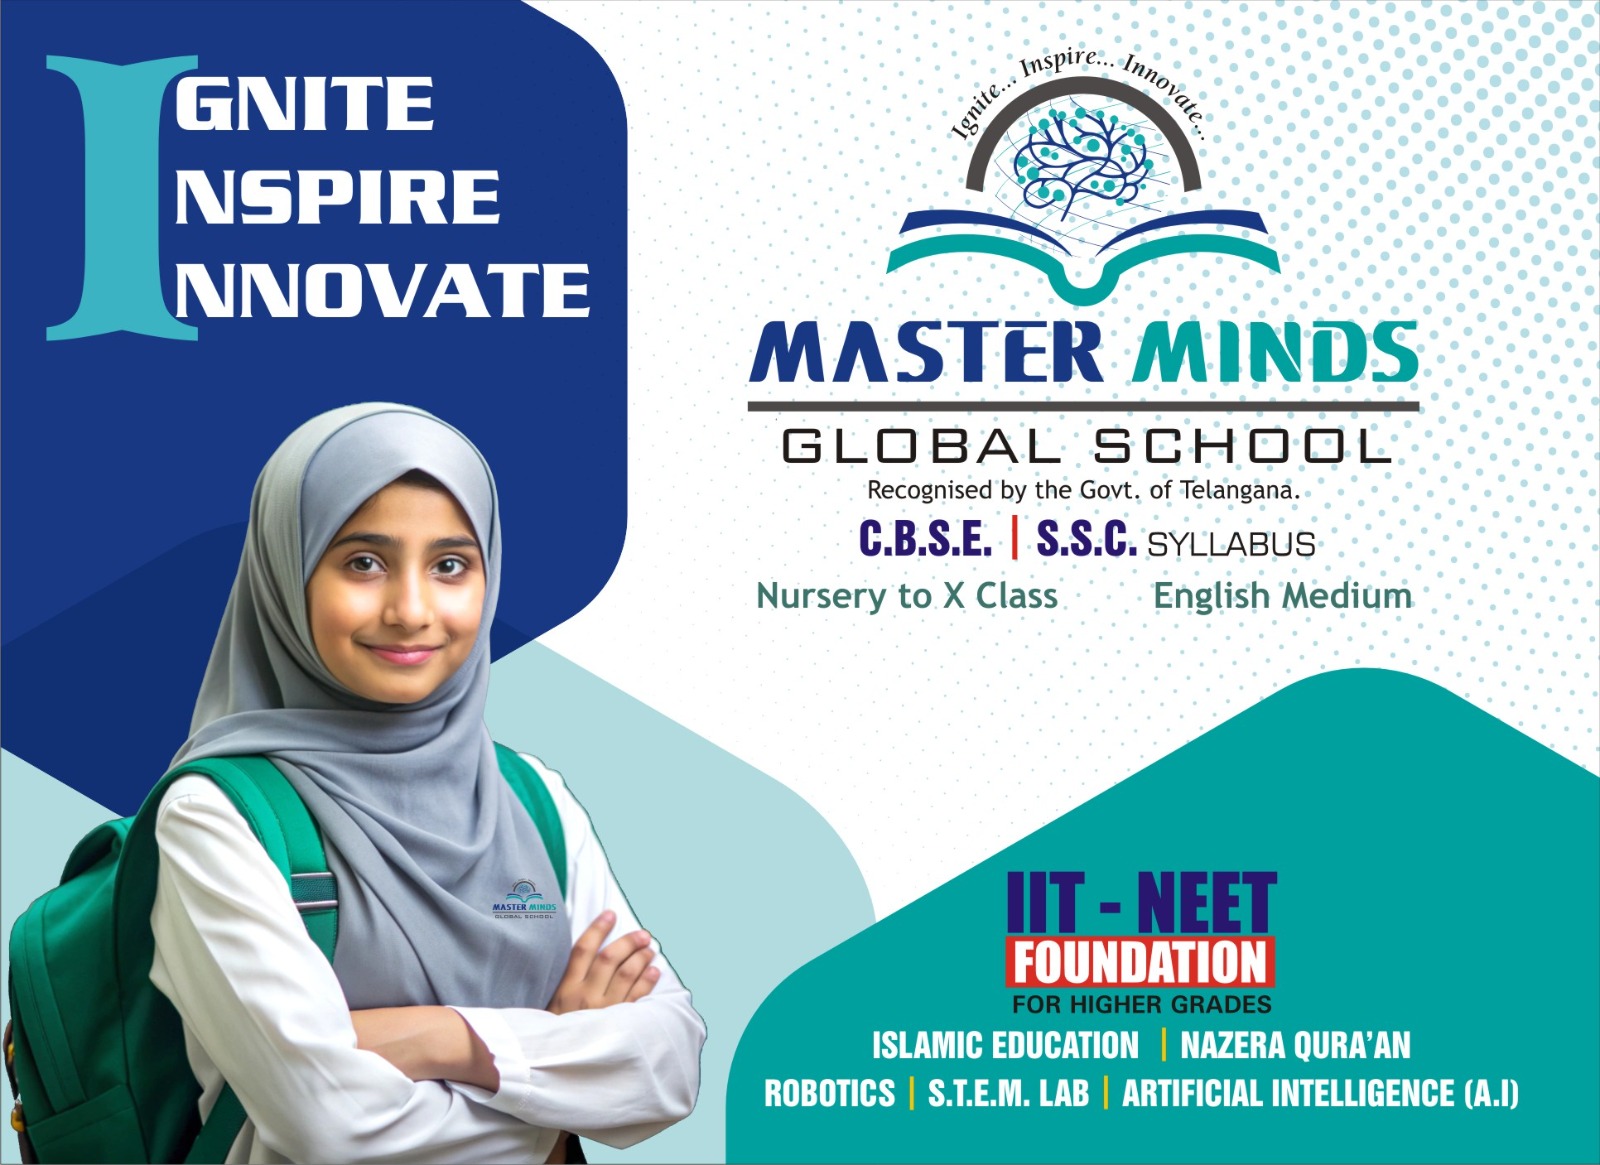 IGNITE
INSPIRE
INNOVATE
Ignite... Inspire... Innovate...
MASTER MINDS
GLOBAL SCHOOL
Recognised by the Govt. of Telangana.
C.B.S.E. | S.S.C. SYLLABUS
Nursery to X Class English Medium
MASTER MINDS
GLOBAL SCHOOL
IIT - NEET
FOUNDATION
FOR HIGHER GRADES
ISLAMIC EDUCATION | NAZERA QURA'AN
ROBOTICS | S.T.E.M. LAB | ARTIFICIAL INTELLIGENCE (A.I)